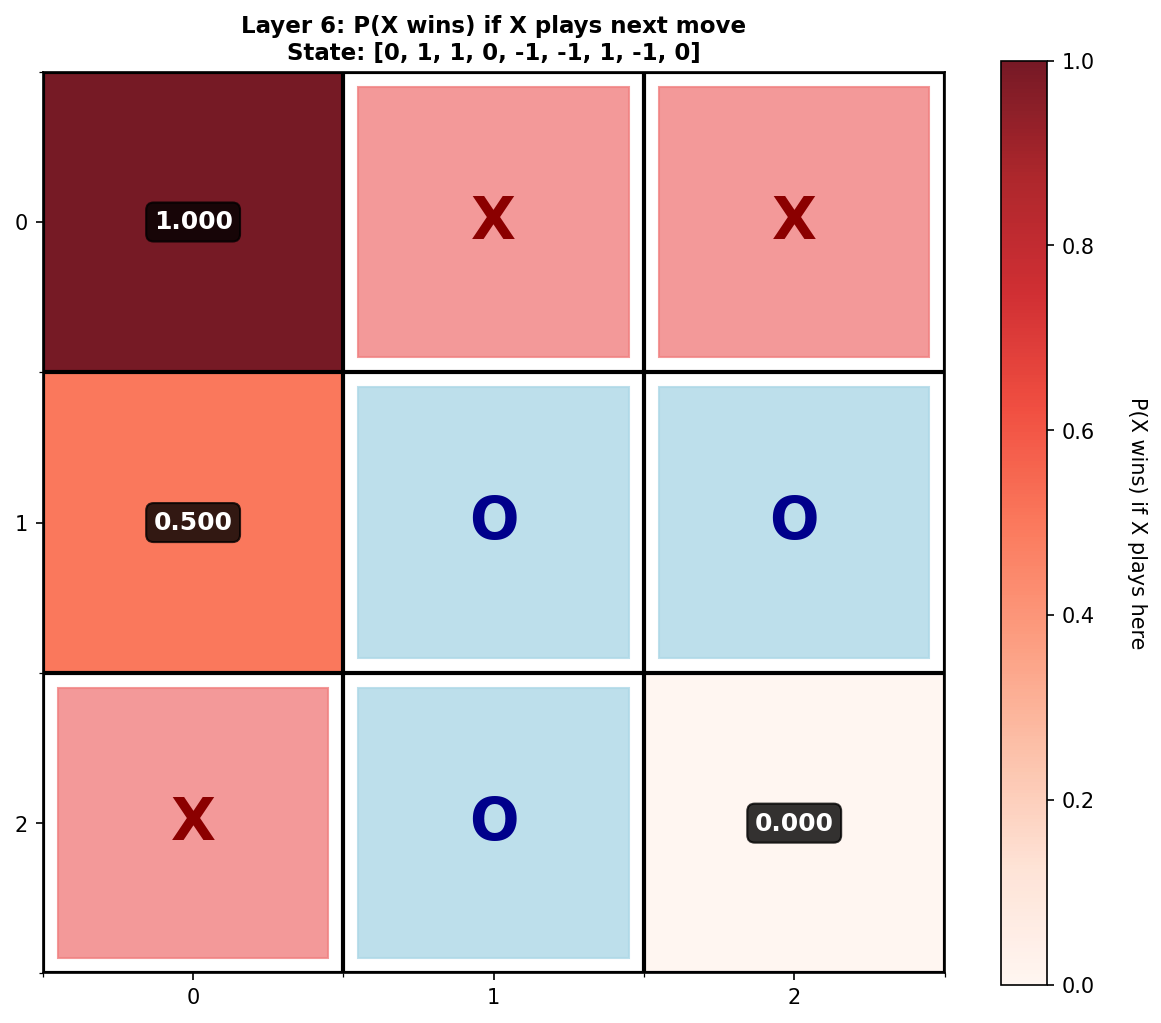 Layer 6: P(X wins) if X plays next move
State: [0, 1, 1, 0, -1, -1, 1, -1, 0]
1.000
X
X
0.500
O
O
X
O
0.000
0
1
2
0
1
2
1.0
0.8
0.6
0.4
0.2
0.0
P(X wins) if X plays here